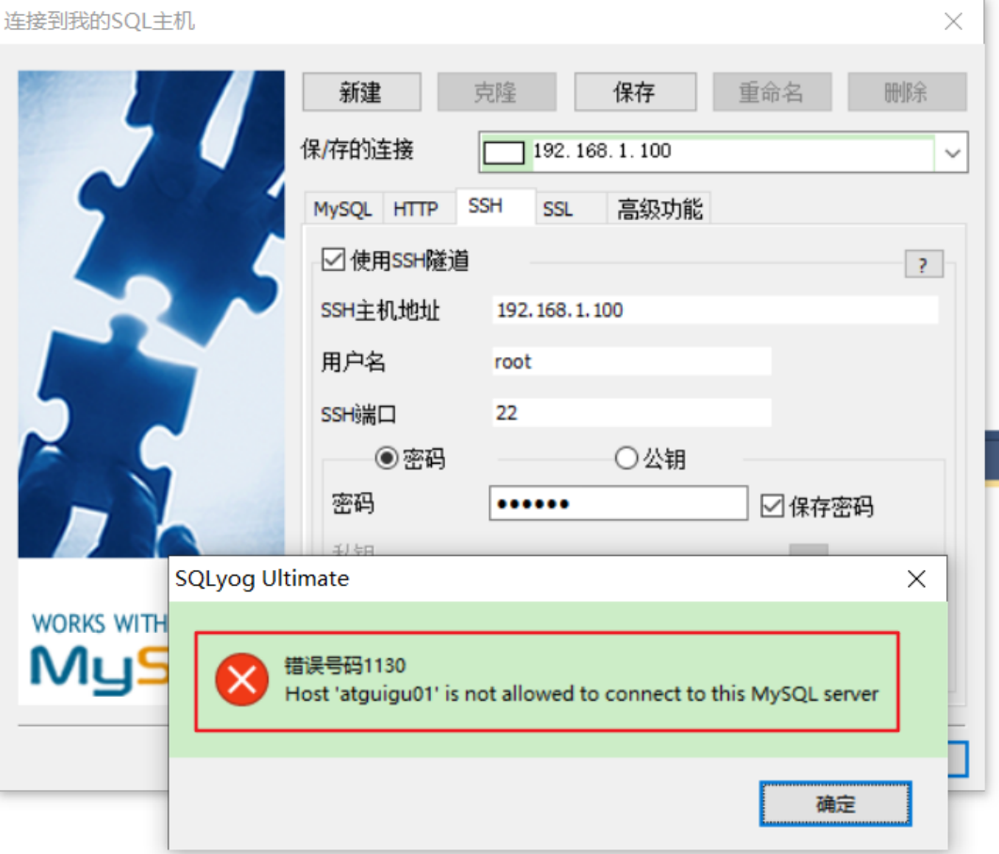 连接到我的SQL主机
新建 克隆 保存 重命名 删除
保/存的连接 192.168.1.100
MySQL HTTP SSH SSL 高级功能
使用SSH隧道 ?
SSH主机地址 192.168.1.100
用户名 root
SSH端口 22
密码 公钥
密码 ●●●●●● 保存密码
私钥
SQLyog Ultimate
WORKS WITH
MyS
错误号码1130
Host 'atguigu01' is not allowed to connect to this MySQL server
确定